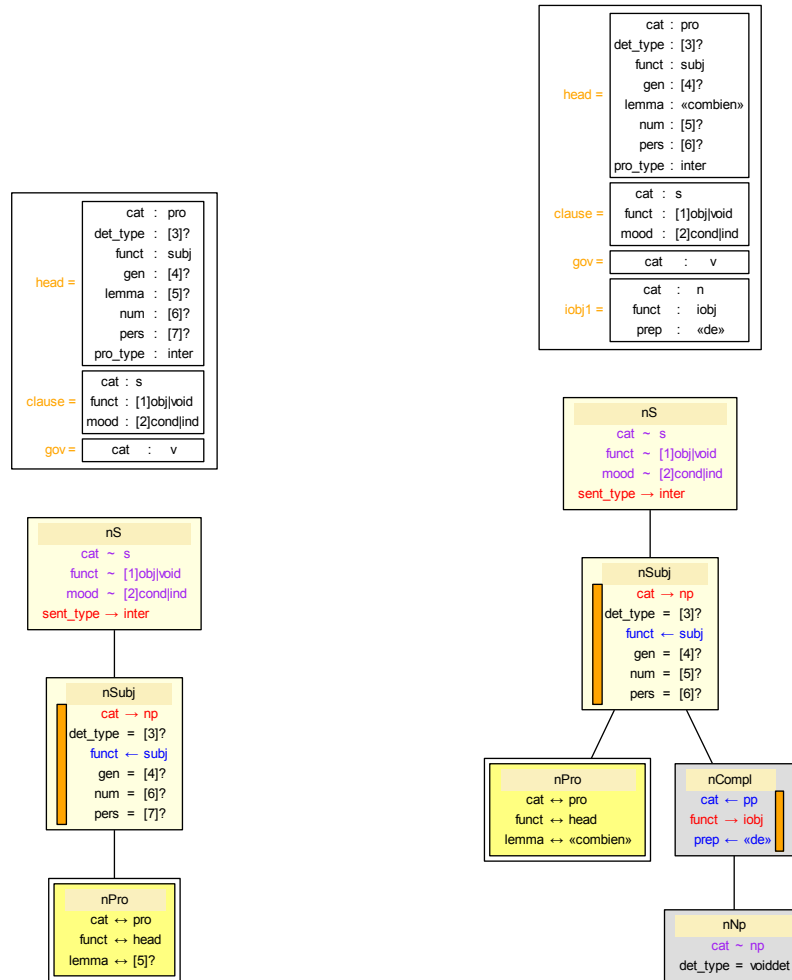 head =
cat : pro
det_type : [3]?
funct : subj
gen : [4]?
lemma : [5]?
num : [6]?
pers : [7]?
pro_type : inter
clause =
cat : s
funct : [1]obj|void
mood : [2]cond|ind
gov =
cat : v
nS
cat ~ s
funct ~ [1]obj|void
mood ~ [2]cond|ind
sent_type → inter
nSubj
cat → np
det_type = [3]?
funct ← subj
gen = [4]?
num = [6]?
pers = [7]?
nPro
cat ↔ pro
funct ↔ head
lemma ↔ [5]?
head =
cat : pro
det_type : [3]?
funct : subj
gen : [4]?
lemma : «combien»
num : [5]?
pers : [6]?
pro_type : inter
clause =
cat : s
funct : [1]obj|void
mood : [2]cond|ind
gov =
cat : v
iobj1 =
cat : n
funct : iobj
prep : «de»
nS
cat ~ s
funct ~ [1]obj|void
mood ~ [2]cond|ind
sent_type → inter
nSubj
cat → np
det_type = [3]?
funct ← subj
gen = [4]?
num = [5]?
pers = [6]?
nPro
cat ↔ pro
funct ↔ head
lemma ↔ «combien»
nCompl
cat ← pp
funct → iobj
prep ← «de»
nNp
cat ~ np
det_type = voiddet